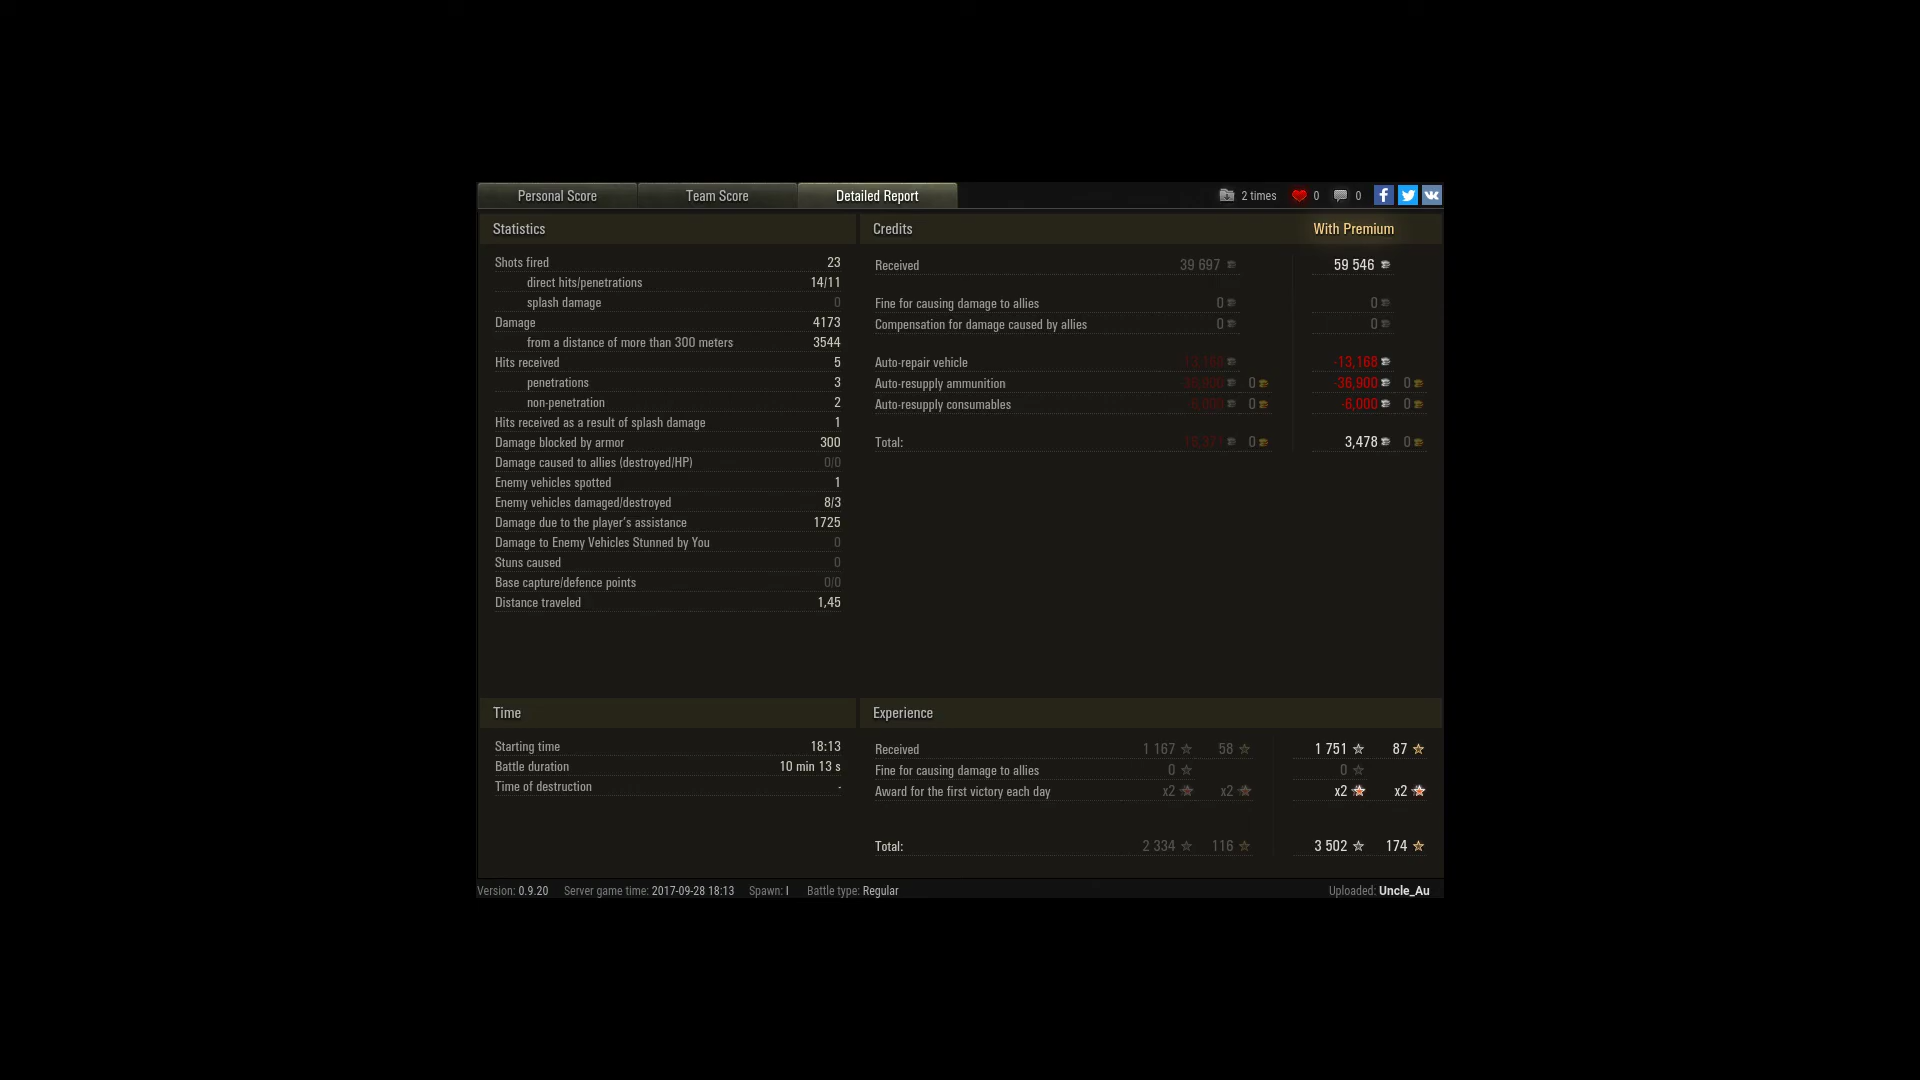 Personal Score Team Score Detailed Report 2 times 0 0
Statistics Credits With Premium
Shots fired 23
direct hits/penetrations 14/11
splash damage 0
Damage 4173
from a distance of more than 300 meters 3544
Hits received 5
penetrations 3
non-penetration 2
Hits received as a result of splash damage 1
Damage blocked by armor 300
Damage caused to allies (destroyed/HP) 0/0
Enemy vehicles spotted 1
Enemy vehicles damaged/destroyed 8/3
Damage due to the player's assistance 1725
Damage to Enemy Vehicles Stunned by You 0
Stuns caused 0
Base capture/defence points 0/0
Distance traveled 1,45
Received 39 697 59 546
Fine for causing damage to allies 0 0
Compensation for damage caused by allies 0 0
Auto-repair vehicle -13,168 -13,168
Auto-resupply ammunition -36,900 0 -36,900 0
Auto-resupply consumables -6,000 0 -6,000 0
Total: 0 3,478 0
Time Experience
Starting time 18:13
Battle duration 10 min 13 s
Time of destruction -
Received 1 167 58 1 751 87
Fine for causing damage to allies 0 0
Award for the first victory each day x2 x2 x2 x2
Total: 2 334 116 3 502 174
Version: 0.9.20 Server game time: 2017-09-28 18:13 Spawn: I Battle type: Regular Uploaded: Uncle_Au